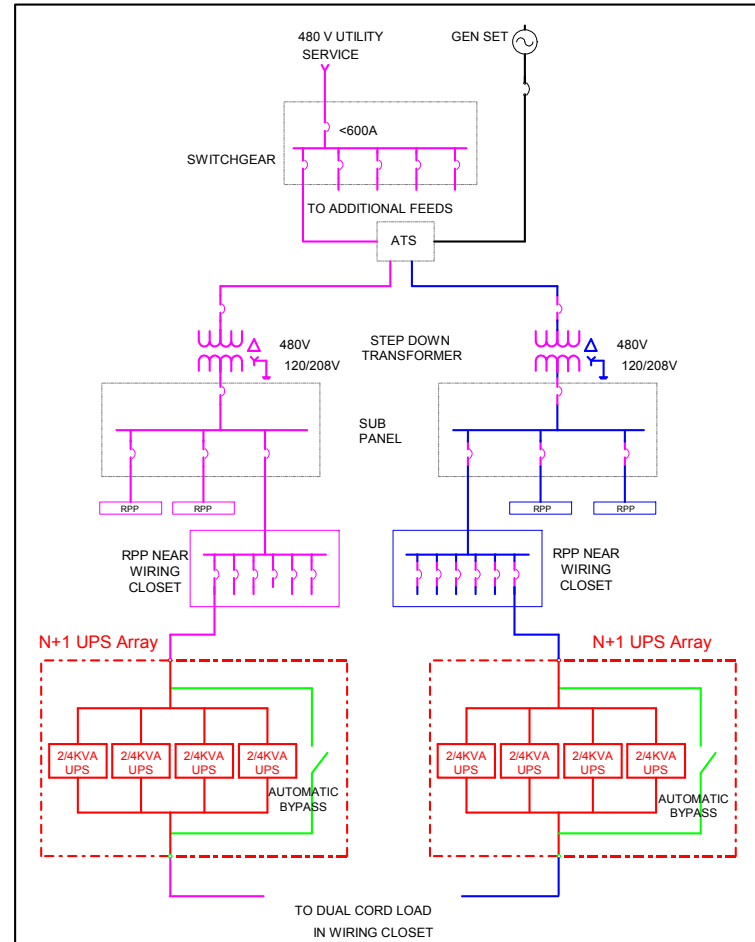 480 V UTILITY
SERVICE
GEN SET
<600A
SWITCHGEAR
TO ADDITIONAL FEEDS
ATS
480V
120/208V
STEP DOWN
TRANSFORMER
480V
120/208V
SUB
PANEL
RPP
RPP
RPP
RPP
RPP NEAR
WIRING
CLOSET
RPP NEAR
WIRING
CLOSET
N+1 UPS Array
N+1 UPS Array
2/4KVA
UPS
2/4KVA
UPS
2/4KVA
UPS
2/4KVA
UPS
AUTOMATIC
BYPASS
2/4KVA
UPS
2/4KVA
UPS
2/4KVA
UPS
2/4KVA
UPS
AUTOMATIC
BYPASS
TO DUAL CORD LOAD
IN WIRING CLOSET